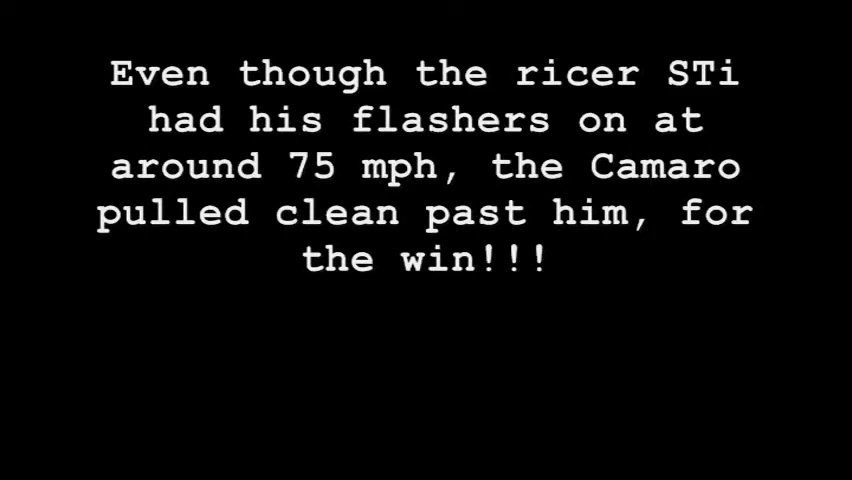 Even though the ricer STi
had his flashers on at
around 75 mph, the Camaro
pulled clean past him, for
the win!!!